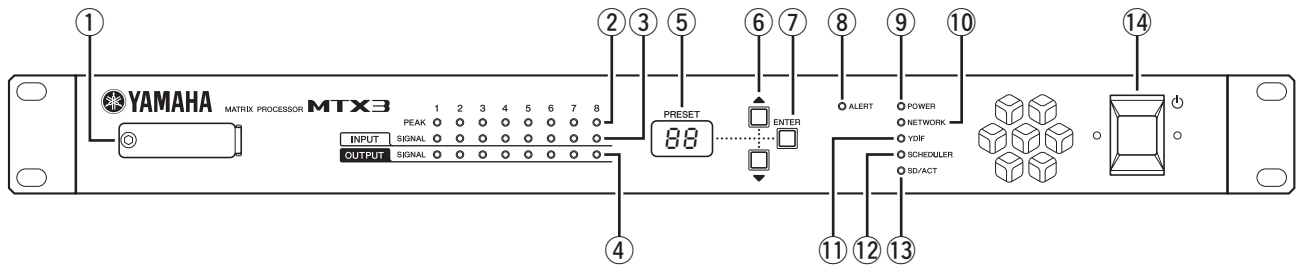 ① ② ③ ⑤ ⑥ ⑦ ⑧ ⑨ ⑩ ⑭
YAMAHA MATRIX PROCESSOR MTX3
1 2 3 4 5 6 7 8
PEAK
INPUT SIGNAL
OUTPUT SIGNAL
PRESET
88
ENTER
ALERT
POWER
NETWORK
YDIF
SCHEDULER
SD/ACT
④ ⑪ ⑫ ⑬